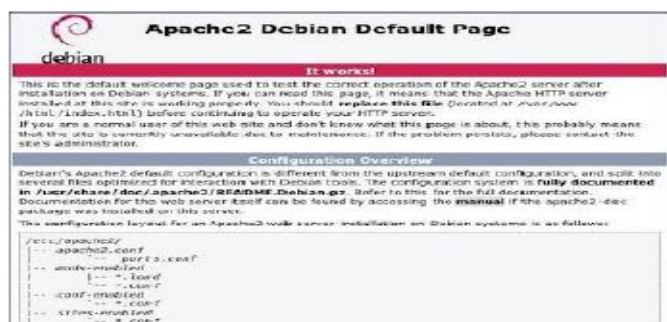 Apache2 Debian Default Page
debian
It works!
This is the default welcome page used to test the correct operation of the Apache2 server after
installation on Debian systems. If you can read this page, it means that the Apache HTTP server
installed at this site is working properly. You should replace this file (located at /var/www
/html/index.html) before continuing to operate your HTTP server.
If you are a normal user of this web site and don't know what this page is about, this probably means
that the site is currently unavailable due to maintenance. If the problem persists, please contact the
site's administrator.
Configuration Overview
Debian's Apache2 default configuration is different from the upstream default configuration, and split into
several files optimized for interaction with Debian tools. The configuration system is fully documented
in /usr/share/doc/apache2/README.Debian.gz. Refer to this for the full documentation.
Documentation for the web server itself can be found by accessing the manual if the apache2-doc
package was installed on this server.
The configuration layout for an Apache2 web server installation on Debian systems is as follows:
/etc/apache2/
|-- apache2.conf
|   `-- ports.conf
|-- mods-enabled
|   |-- *.load
|   `-- *.conf
|-- conf-enabled
|   `-- *.conf
|-- sites-enabled
|   `-- *.conf